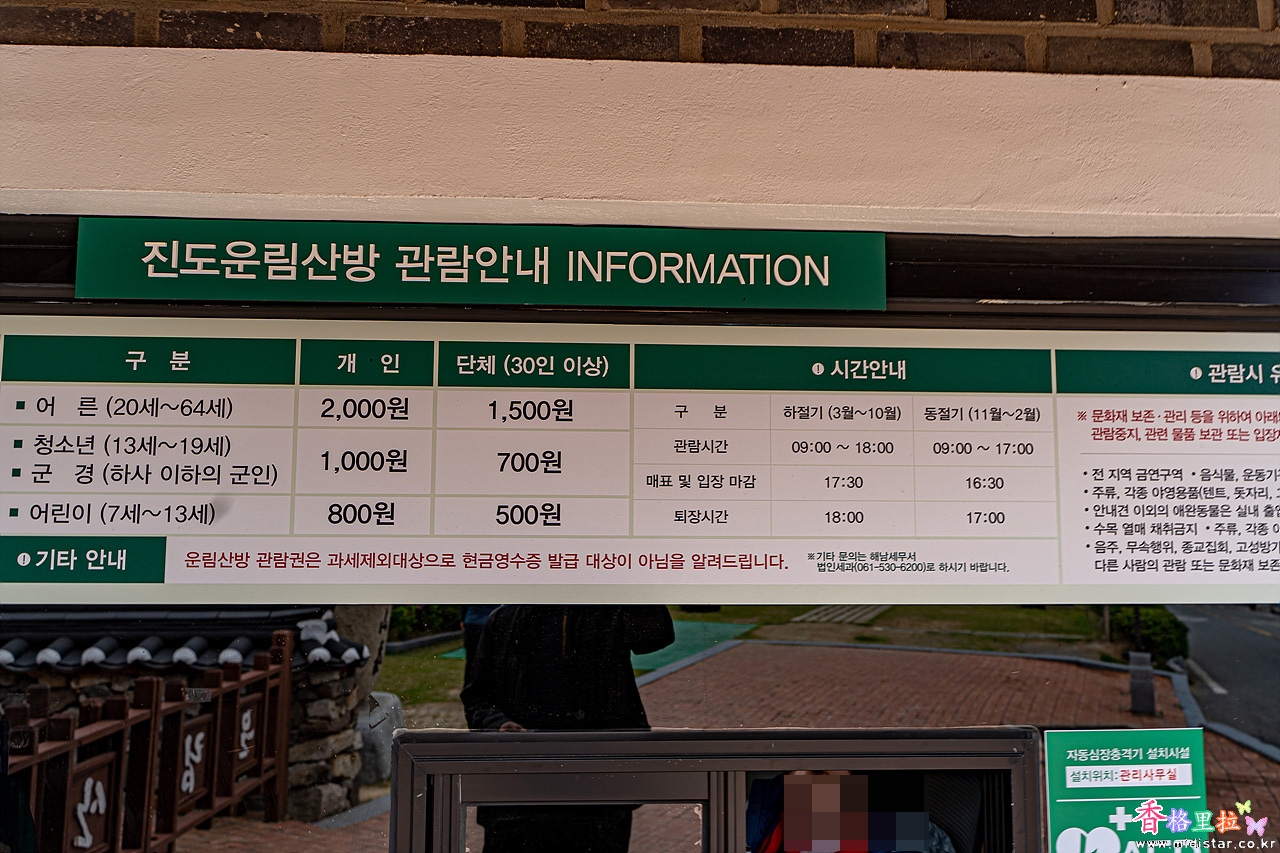 진도운림산방 관람안내 INFORMATION
구 분 개 인 단체 (30인 이상)
어 른 (20세~64세) 2,000원 1,500원
청소년 (13세~19세)
군 경 (하사 이하의 군인) 1,000원 700원
어린이 (7세~13세) 800원 500원
시간안내
구 분 하절기 (3월~10월) 동절기 (11월~2월)
관람시간 09:00 ~ 18:00 09:00 ~ 17:00
매표 및 입장 마감 17:30 16:30
퇴장시간 18:00 17:00
관람시
※ 문화재 보존·관리 등을 위하여
관람중지, 관련 물품 보관 또는
• 전 지역 금연구역 • 음식물,
• 주류, 각종 야영용품(텐트, 돗자리,
• 안내견 이외의 애완동물은 실내
• 수목 열매 채취금지 • 주류, 각종
• 음주, 무속행위, 종교집회,
다른 사람의 관람 또는 문화재
기타 안내 운림산방 관람권은 과세제외대상으로 현금영수증 발급 대상이 아님을 알려드립니다.
※기타 문의는 해남세무서
법인세과(061-530-6200)로 하시기 바랍니다.
자동심장충격기 설치시설
설치위치: 관리사무실
香格里拉
www.midistar.co.kr